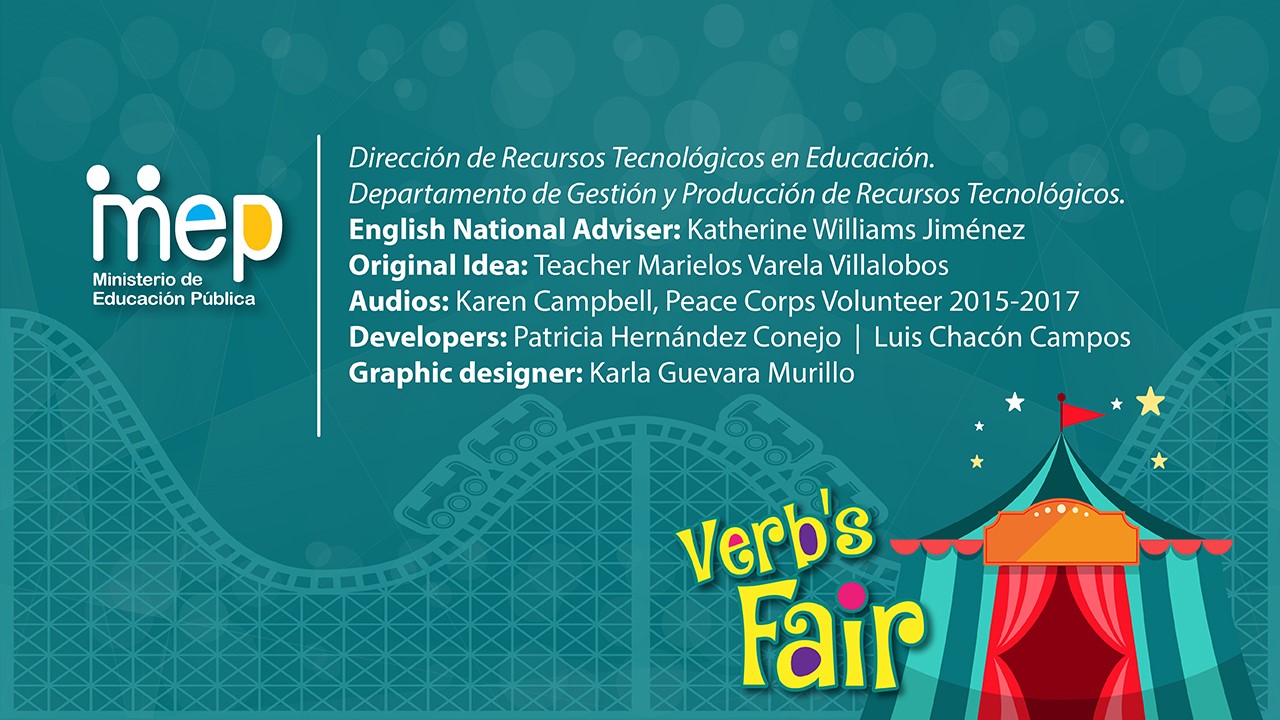 mep
Ministerio de
Educación Pública
Dirección de Recursos Tecnológicos en Educación.
Departamento de Gestión y Producción de Recursos Tecnológicos.
English National Adviser: Katherine Williams Jiménez
Original Idea: Teacher Marielos Varela Villalobos
Audios: Karen Campbell, Peace Corps Volunteer 2015-2017
Developers: Patricia Hernández Conejo | Luis Chacón Campos
Graphic designer: Karla Guevara Murillo
Verb's
Fair